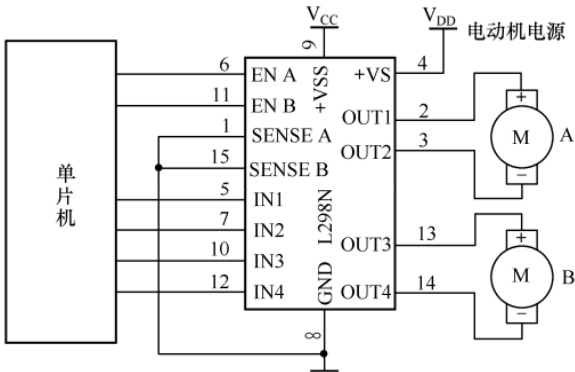 V_CC
V_DD
电动机电源
9
6 EN A
+VS 4
11 EN B
+VSS
1 SENSE A
OUT1 2
15 SENSE B
OUT2 3
5 IN1
7 IN2
10 IN3
12 IN4
L298N
OUT3 13
OUT4 14
GND
8
单片机
+
M
A
−
+
M
B
−